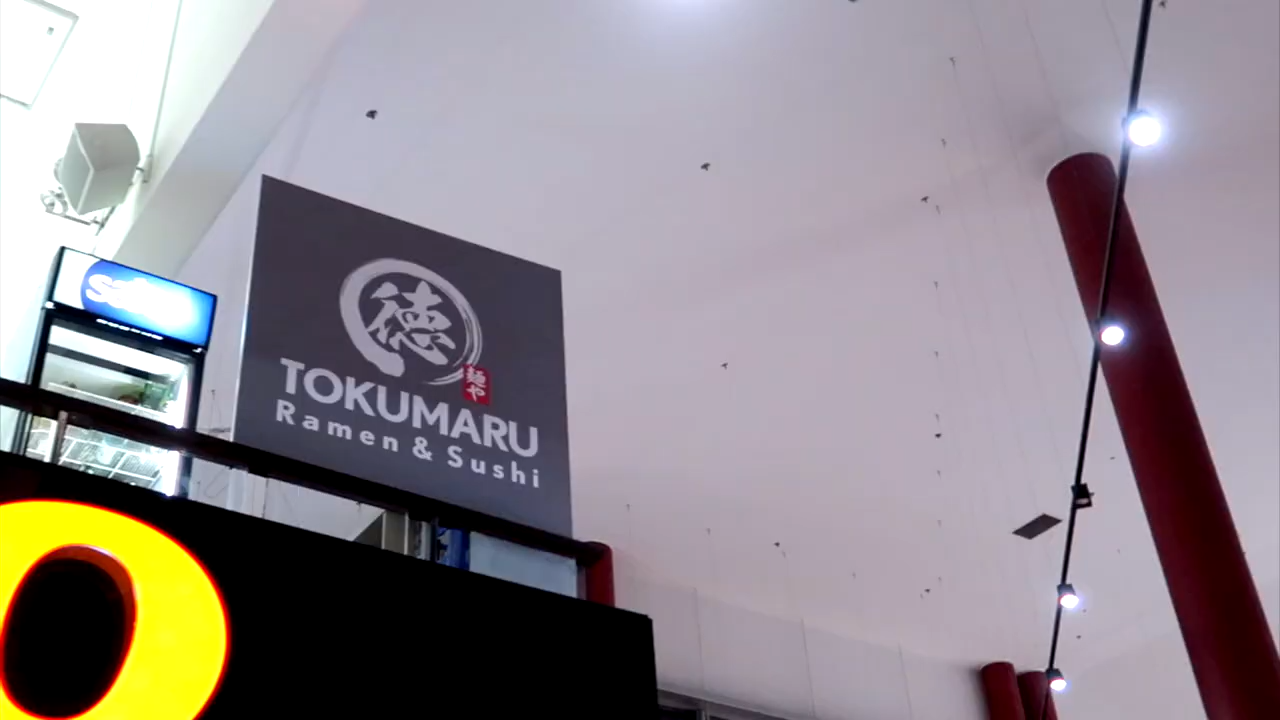 徳
麺や
TOKUMARU
Ramen & Sushi
O